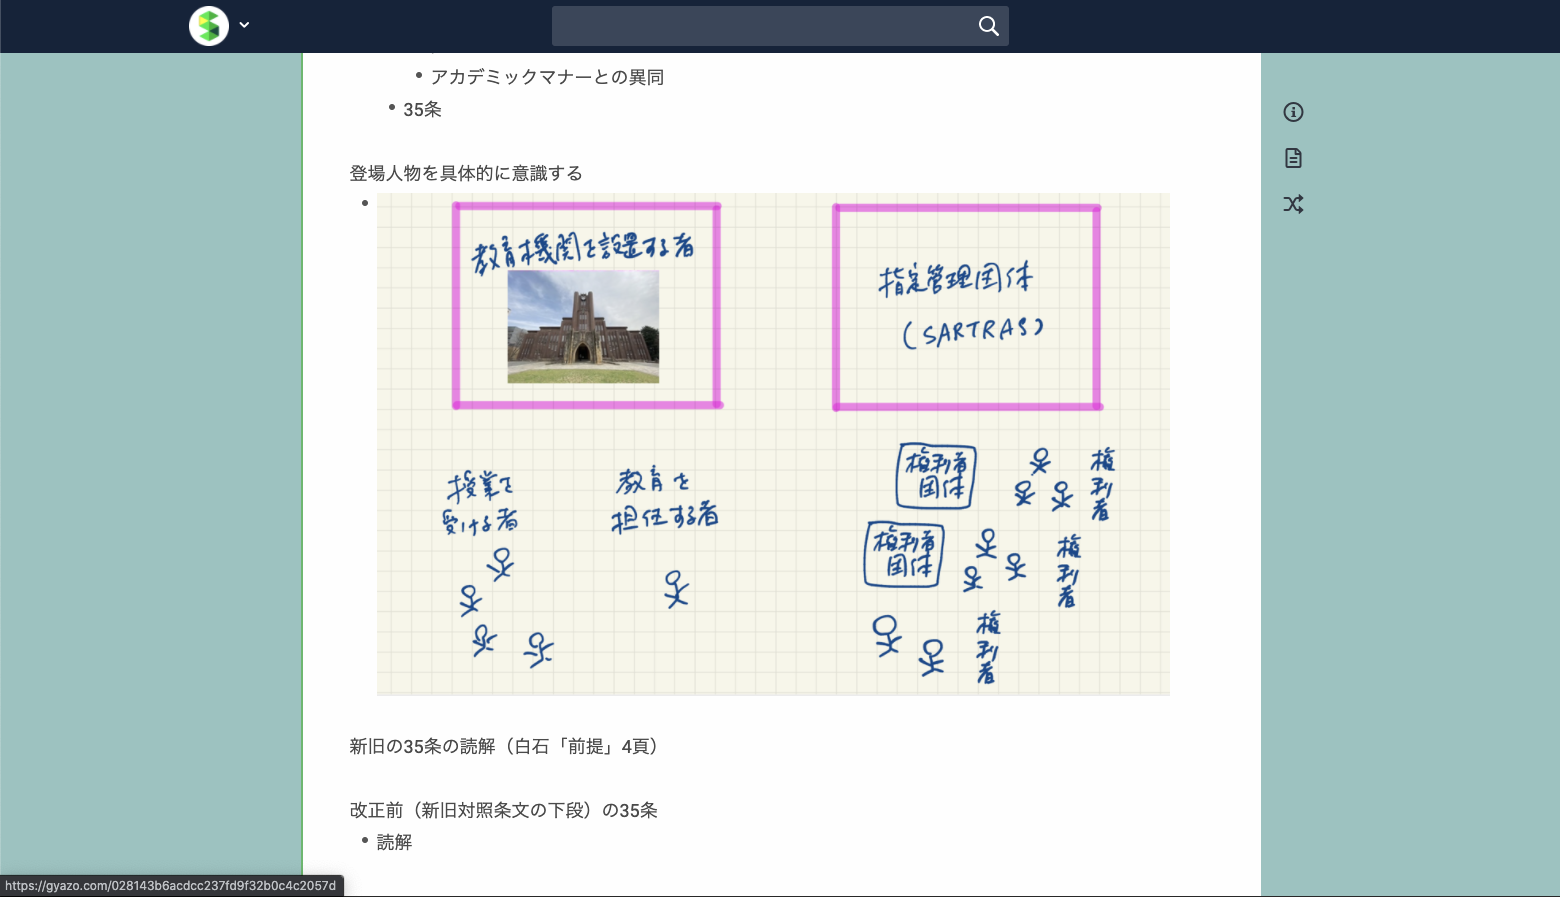 アカデミックマナーとの異同
35条
登場人物を具体的に意識する
教育機関を設置する者
指定管理団体
(SARTRAS)
授業を
受ける者
教育を
担任する者
権利者
団体
権利者
権利者
団体
権利者
権利者
新旧の35条の読解（白石「前提」4頁）
改正前（新旧対照条文の下段）の35条
読解
https://gyazo.com/028143b6acdcc237fd9f32b0c4c2057d